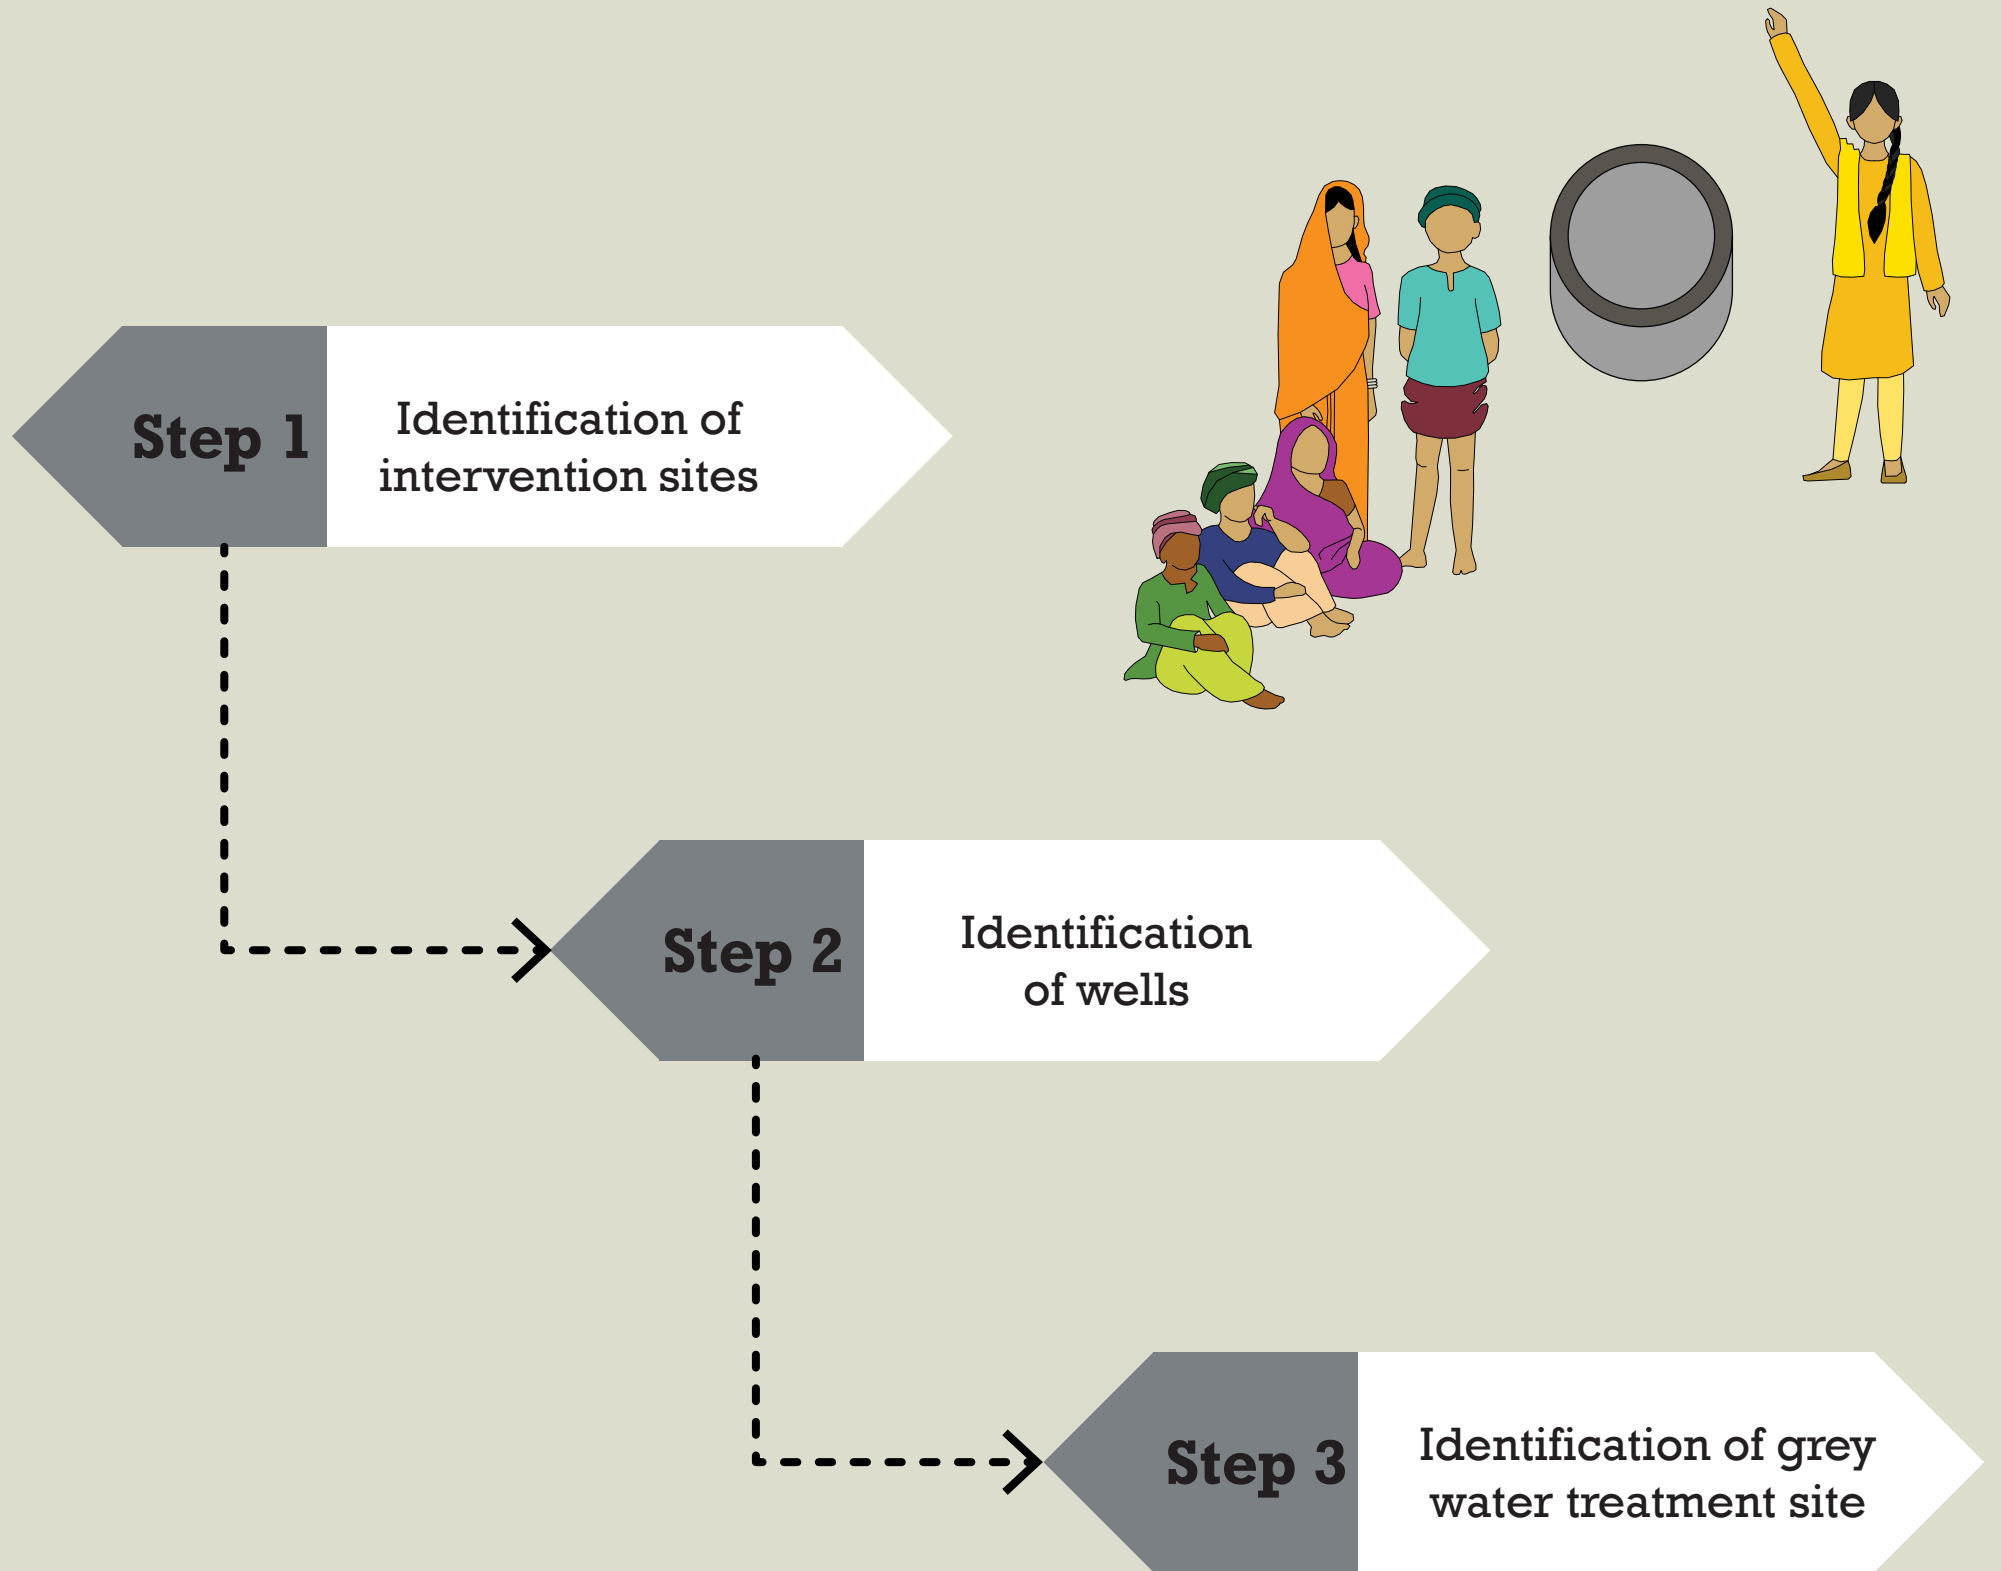 Step 1
Identification of
intervention sites
Step 2
Identification
of wells
Step 3
Identification of grey
water treatment site